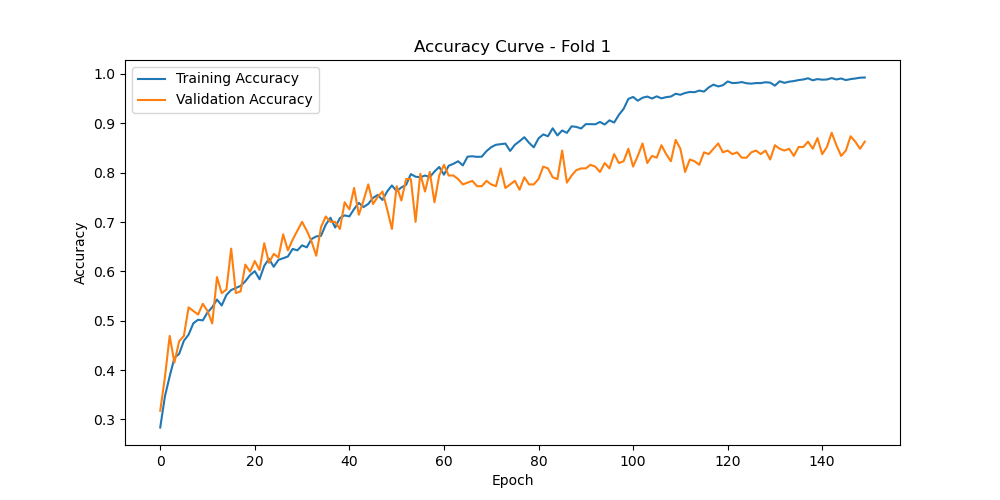 Accuracy Curve - Fold 1
Training Accuracy
Validation Accuracy
1.0
0.9
0.8
0.7
0.6
0.5
0.4
0.3
Accuracy
0 20 40 60 80 100 120 140
Epoch